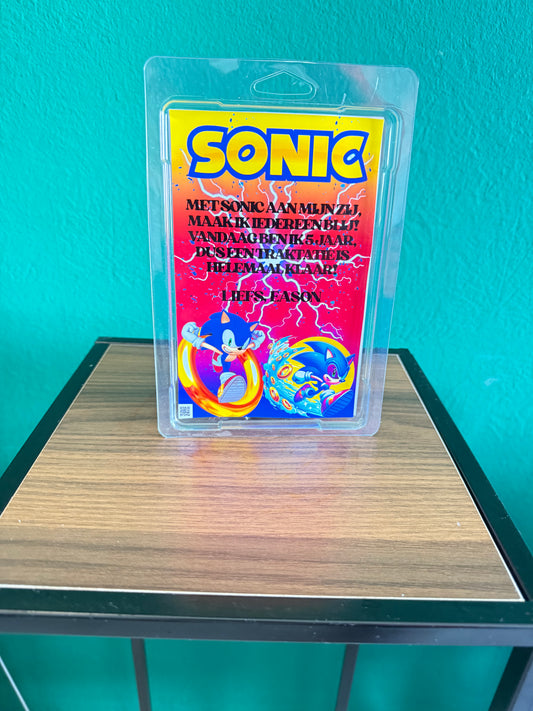 SONIC
MET SONIC AAN MIJN ZIJ,
MAAK IK IEDEREEN BLIJ!
VANDAAG BEN IK 5 JAAR,
DUS EEN TRAKTATIE IS
HELEMAAL KLAAR!
LIEFS, EASON